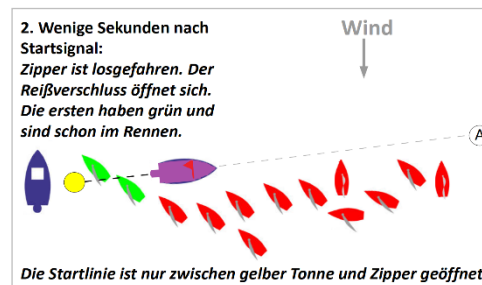 2. Wenige Sekunden nach
Startsignal:
Zipper ist losgefahren. Der
Reißverschluss öffnet sich.
Die ersten haben grün und
sind schon im Rennen.
Wind
A
Die Startlinie ist nur zwischen gelber Tonne und Zipper geöffnet